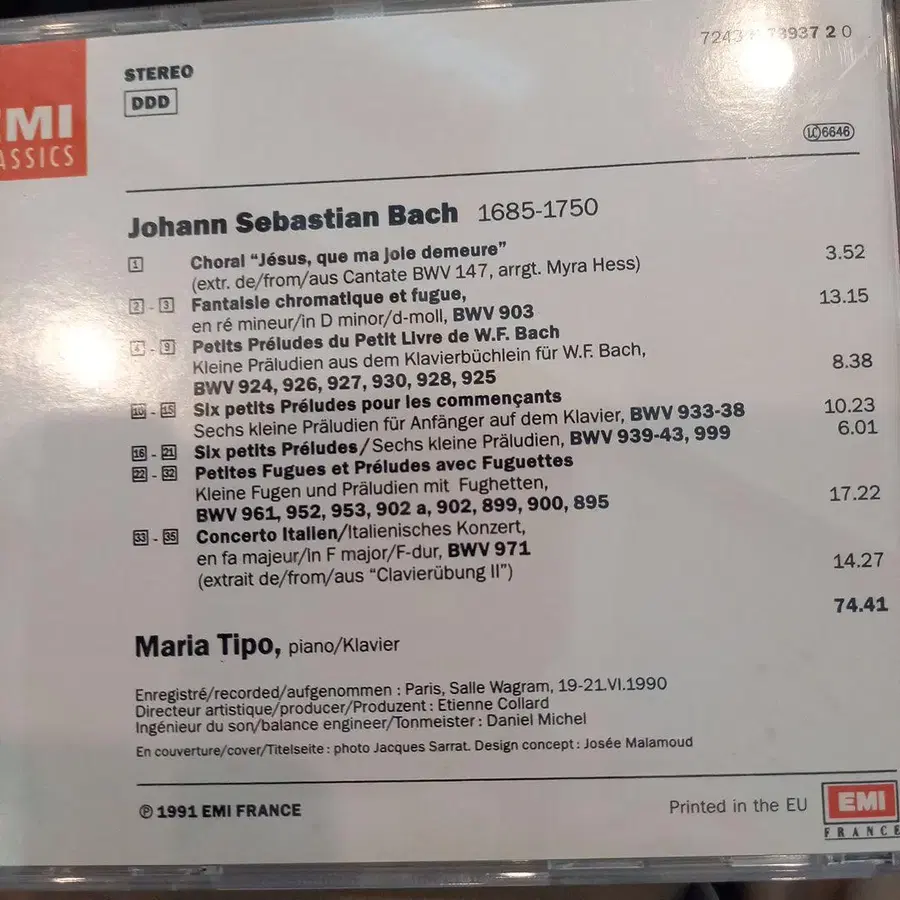 EMI
CLASSICS
STEREO
DDD
7243 73937 2 0
LC 6646
Johann Sebastian Bach 1685-1750
1 Choral “Jésus, que ma joie demeure” 3.52
(extr. de/from/aus Cantate BWV 147, arrgt. Myra Hess)
2 - 3 Fantaisie chromatique et fugue, 13.15
en ré mineur/in D minor/d-moll, BWV 903
4 - 9 Petits Préludes du Petit Livre de W.F. Bach
Kleine Präludien aus dem Klavierbüchlein für W.F. Bach, 8.38
BWV 924, 926, 927, 930, 928, 925
10 - 15 Six petits Préludes pour les commençants
Sechs kleine Präludien für Anfänger auf dem Klavier, BWV 933-38 10.23
16 - 21 Six petits Préludes/Sechs kleine Präludien, BWV 939-43, 999 6.01
22 - 32 Petites Fugues et Préludes avec Fuguettes
Kleine Fugen und Präludien mit Fughetten,
BWV 961, 952, 953, 902 a, 902, 899, 900, 895 17.22
33 - 35 Concerto Italien/Italienisches Konzert,
en fa majeur/in F major/F-dur, BWV 971
(extrait de/from/aus “Clavierübung II”) 14.27
74.41
Maria Tipo, piano/Klavier
Enregistré/recorded/aufgenommen : Paris, Salle Wagram, 19-21.VI.1990
Directeur artistique/producer/Produzent : Etienne Collard
Ingénieur du son/balance engineer/Tonmeister : Daniel Michel
En couverture/cover/Titelseite : photo Jacques Sarrat. Design concept : Josée Malamoud
℗ 1991 EMI FRANCE
Printed in the EU
EMI
FRANCE